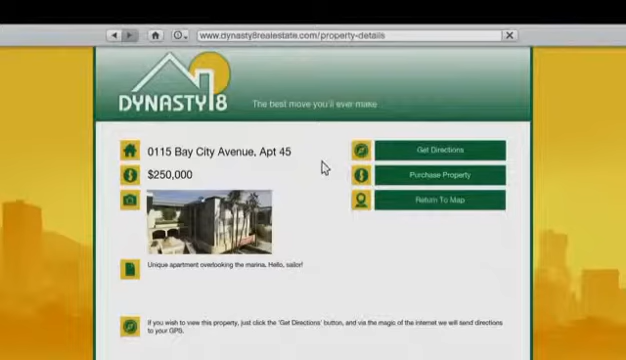 www.dynasty8realestate.com/property-details
DYNASTY 8
The best move you'll ever make
0115 Bay City Avenue, Apt 45
$250,000
Unique apartment overlooking the marina. Hello, sailor!
If you wish to view this property, just click the 'Get Directions' button, and via the magic of the internet we will send directions
to your GPS.
Get Directions
Purchase Property
Return To Map